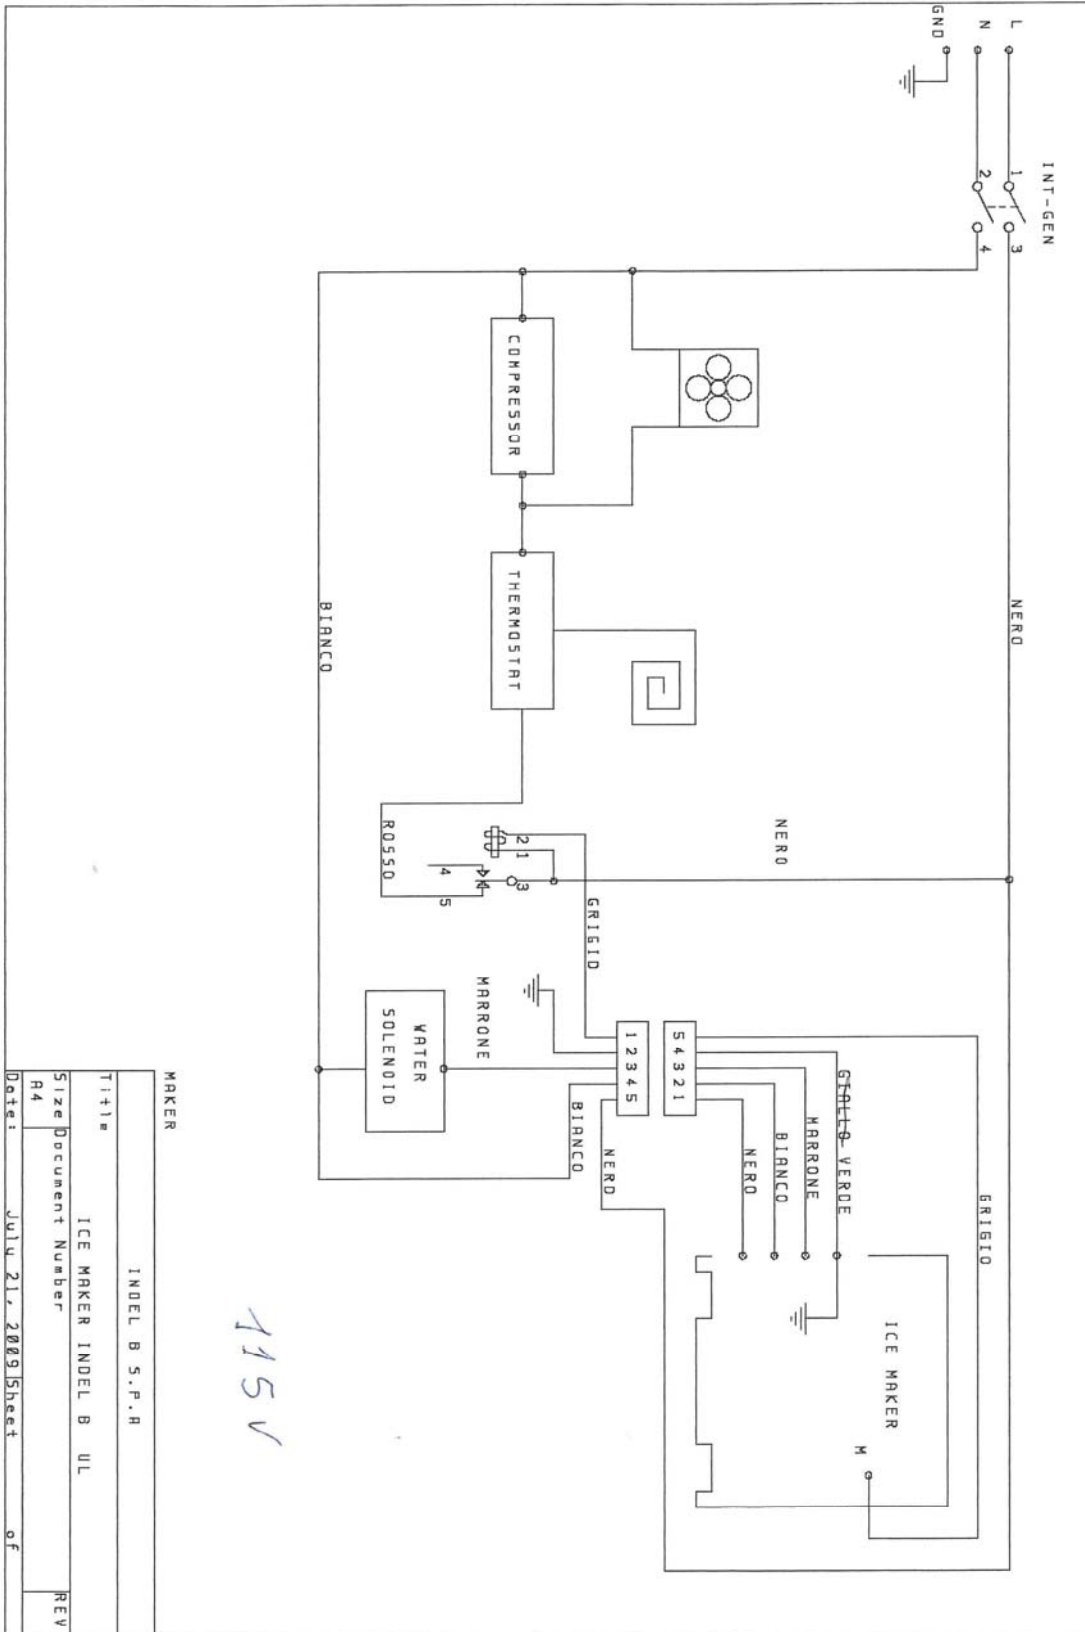 L
N
GND
INT-GEN
1
3
2
4
NERO
COMPRESSOR
THERMOSTAT
BIANCO
NERO
ROSSO
2
1
3
4
5
GRIGIO
MARRONE
WATER
SOLENOID
1 2 3 4 5
5 4 3 2 1
BIANCO
NERO
GRIGIO
GIALLO-VERDE
MARRONE
BIANCO
NERO
ICE MAKER
M
115V
MAKER
INDEL B S.P.A
Title
ICE MAKER INDEL B UL
Size Document Number
REV
A4
Date: July 21, 2009 Sheet of